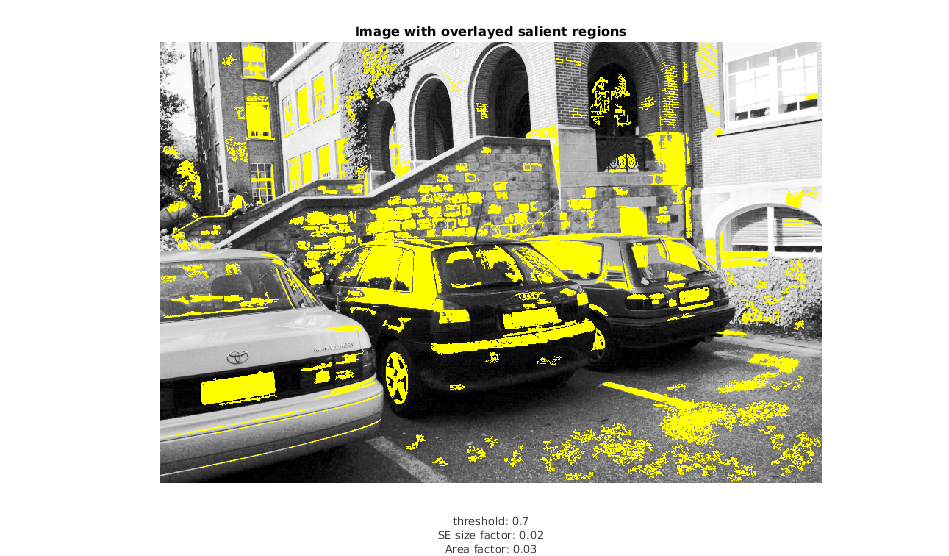 Image with overlayed salient regions
threshold: 0.7
SE size factor: 0.02
Area factor: 0.03